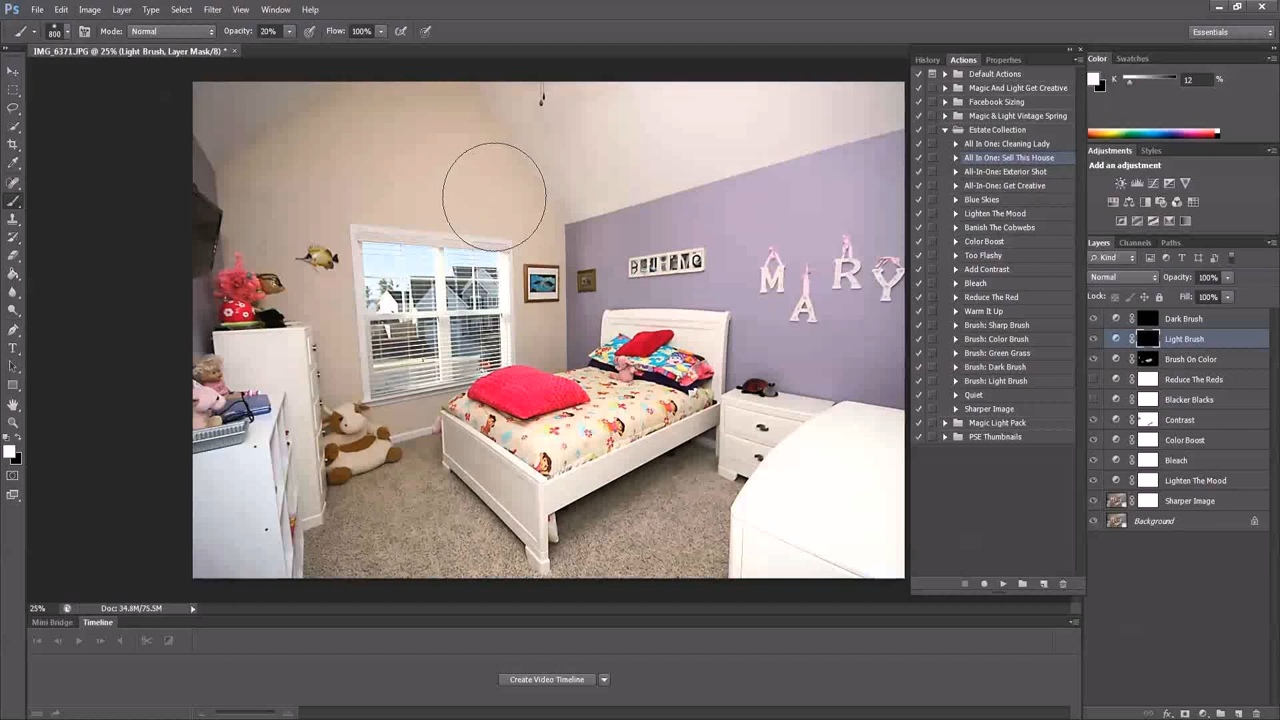 Ps File Edit Image Layer Type Select Filter View Window Help
800 Mode: Normal Opacity: 20% Flow: 100% Essentials
IMG_6371.JPG @ 25% (Light Brush, Layer Mask/8) *
History Actions Properties
Default Actions
Magic And Light Get Creative
Facebook Sizing
Magic & Light Vintage Spring
Estate Collection
All In One: Cleaning Lady
All In One: Sell This House
All-In-One: Exterior Shot
All-In-One: Get Creative
Blue Skies
Lighten The Mood
Banish The Cobwebs
Color Boost
Too Flashy
Add Contrast
Bleach
Reduce The Red
Warm It Up
Brush: Sharp Brush
Brush: Color Brush
Brush: Green Grass
Brush: Dark Brush
Brush: Light Brush
Quiet
Sharper Image
Magic Light Pack
PSE Thumbnails
Color Swatches
K 12 %
Adjustments Styles
Add an adjustment
Layers Channels Paths
Kind
Normal Opacity: 100%
Lock: Fill: 100%
Dark Brush
Light Brush
Brush On Color
Reduce The Reds
Blacker Blacks
Contrast
Color Boost
Bleach
Lighten The Mood
Sharper Image
Background
MARY
25% Doc: 34.8M/75.5M
Mini Bridge Timeline
Create Video Timeline